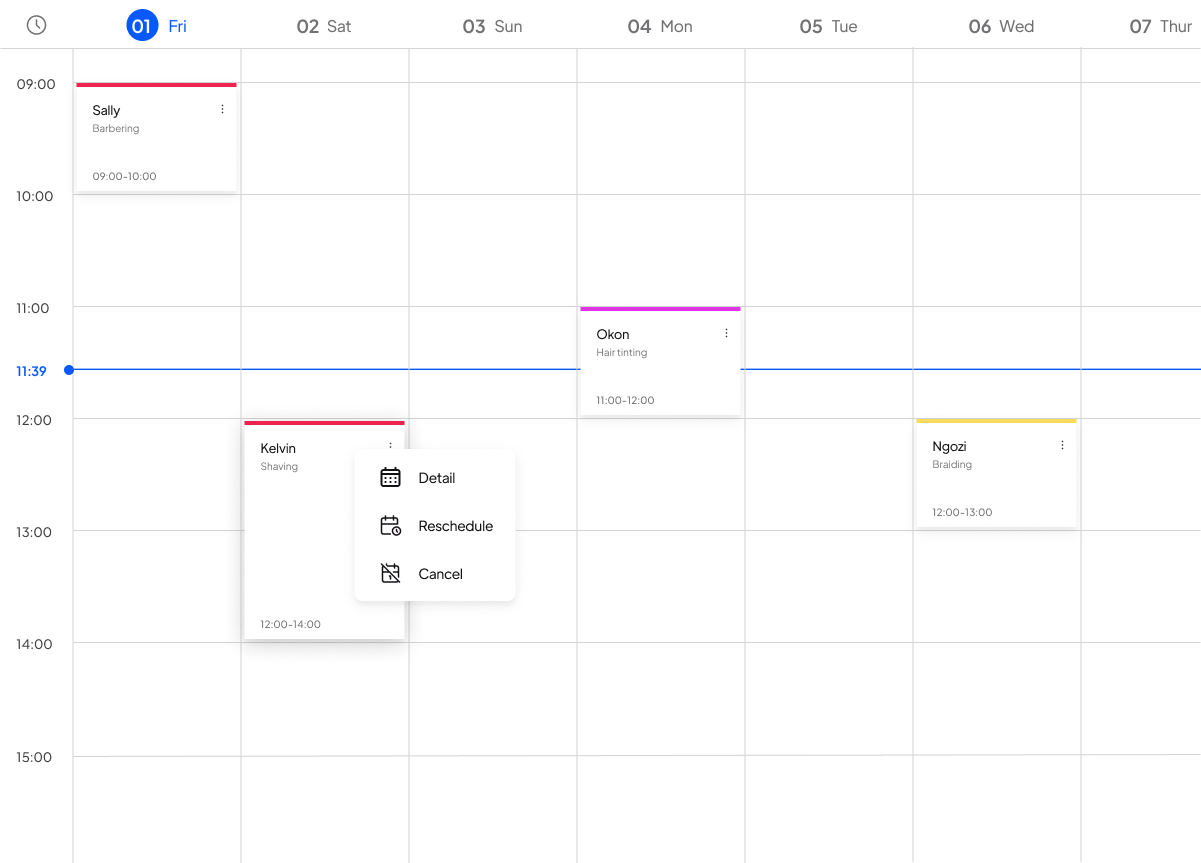 01 Fri 02 Sat 03 Sun 04 Mon 05 Tue 06 Wed 07 Thur
09:00
Sally
Barbering
09:00-10:00
10:00
11:00
Okon
Hair tinting
11:00-12:00
11:39
12:00
Kelvin
Shaving
12:00-14:00
Detail
Reschedule
Cancel
Ngozi
Braiding
12:00-13:00
13:00
14:00
15:00